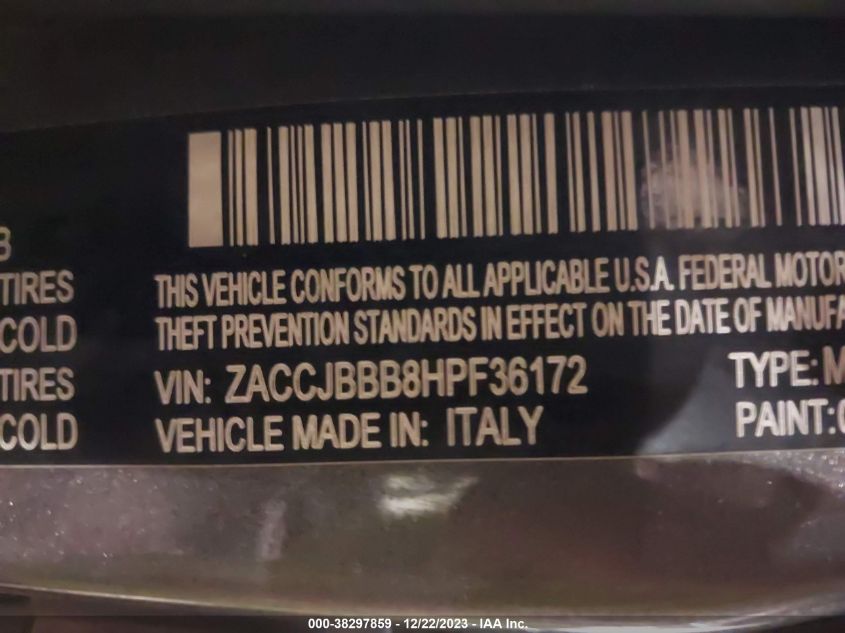 B
TIRES
COLD
TIRES
COLD
THIS VEHICLE CONFORMS TO ALL APPLICABLE U.S.A. FEDERAL MOTOR
THEFT PREVENTION STANDARDS IN EFFECT ON THE DATE OF MANUFA
VIN: ZACCJBBB8HPF36172 TYPE: M
VEHICLE MADE IN: ITALY PAINT:
000-38297859 - 12/22/2023 - IAA Inc.